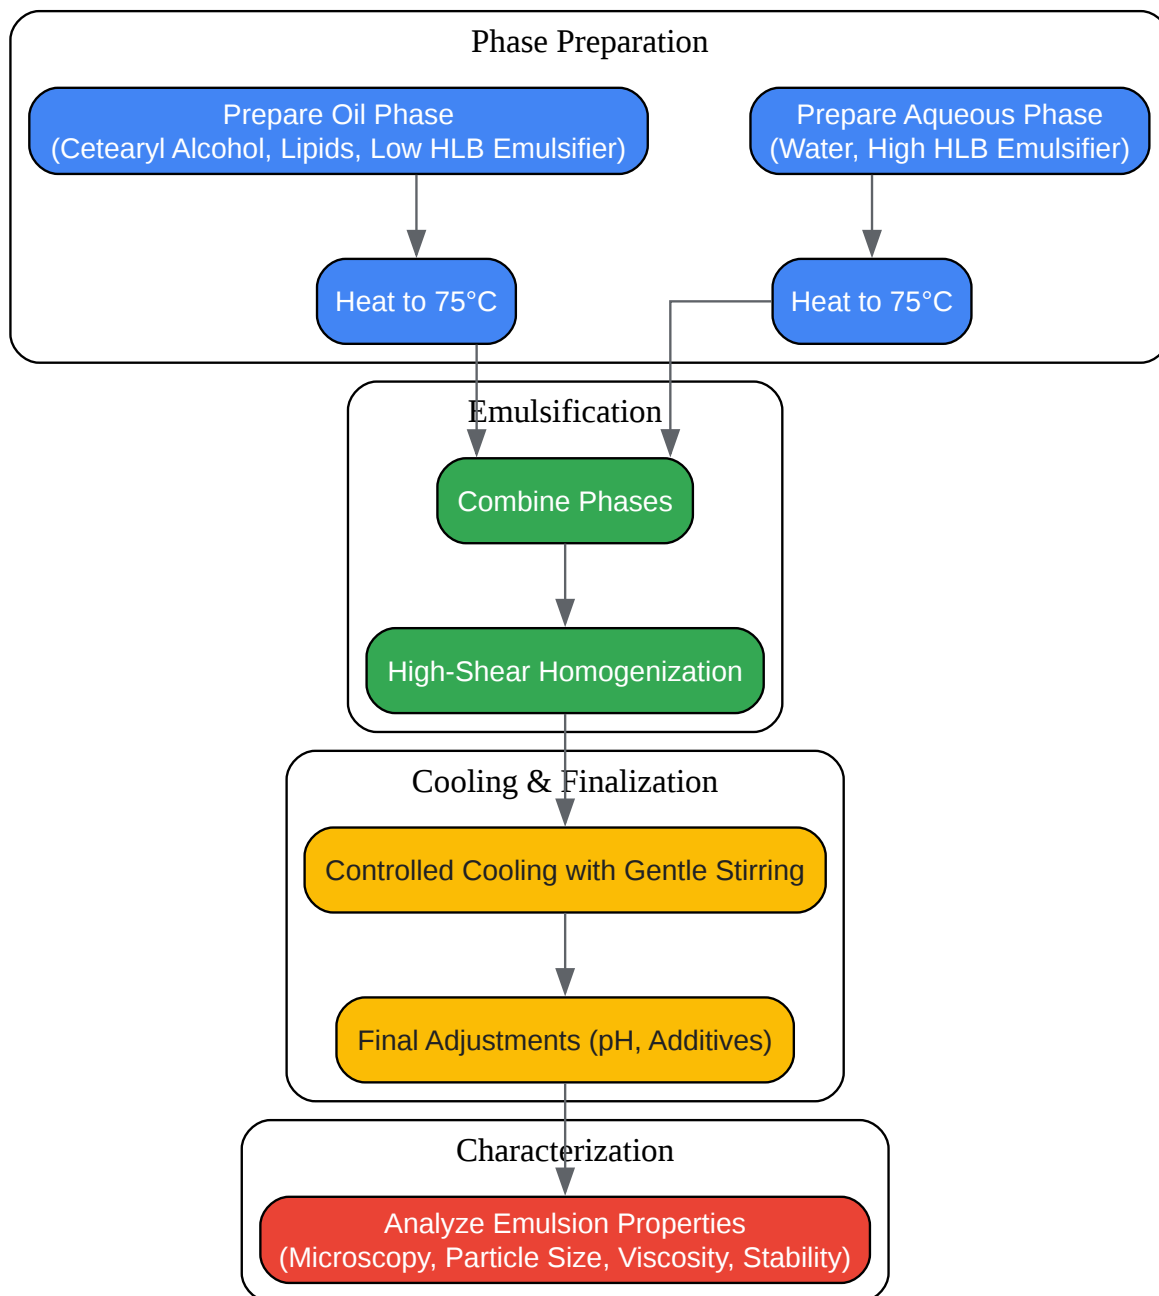 Phase Preparation
Prepare Oil Phase
(Cetearyl Alcohol, Lipids, Low HLB Emulsifier)
Prepare Aqueous Phase
(Water, High HLB Emulsifier)
Heat to 75°C
Heat to 75°C
Emulsification
Combine Phases
High-Shear Homogenization
Cooling & Finalization
Controlled Cooling with Gentle Stirring
Final Adjustments (pH, Additives)
Characterization
Analyze Emulsion Properties
(Microscopy, Particle Size, Viscosity, Stability)